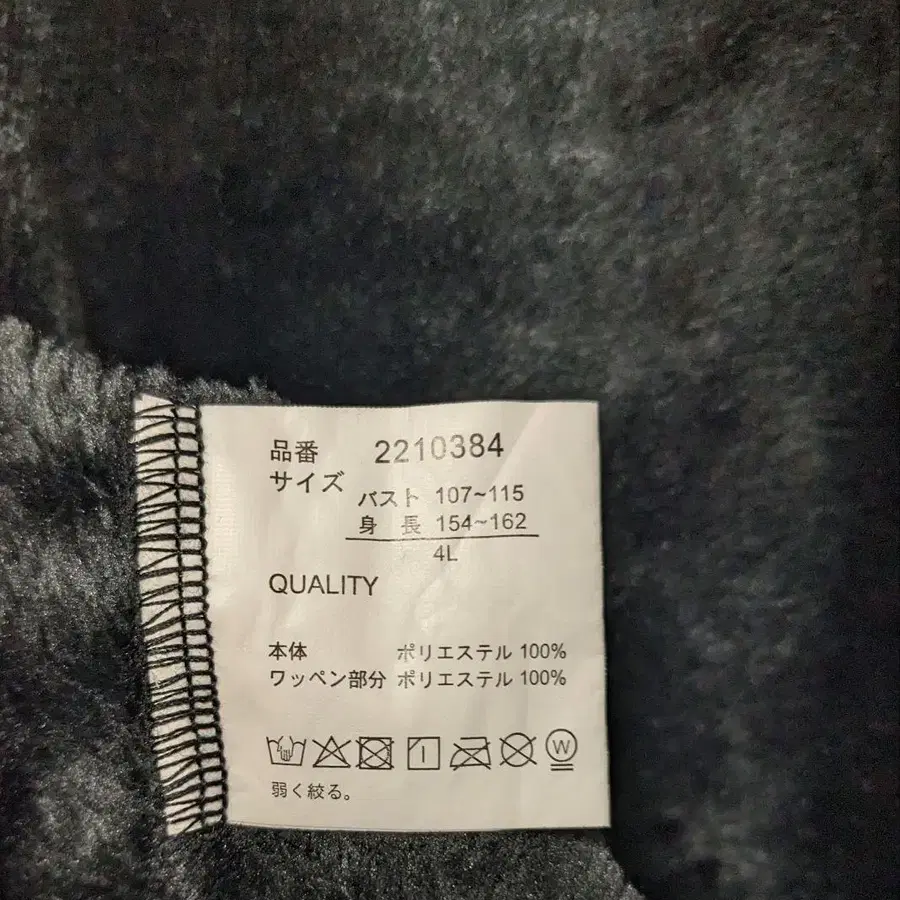 品番 2210384
サイズ バスト 107~115
身 長 154~162
4L
QUALITY
本体 ポリエステル 100%
ワッペン部分 ポリエステル 100%
W
弱く絞る。